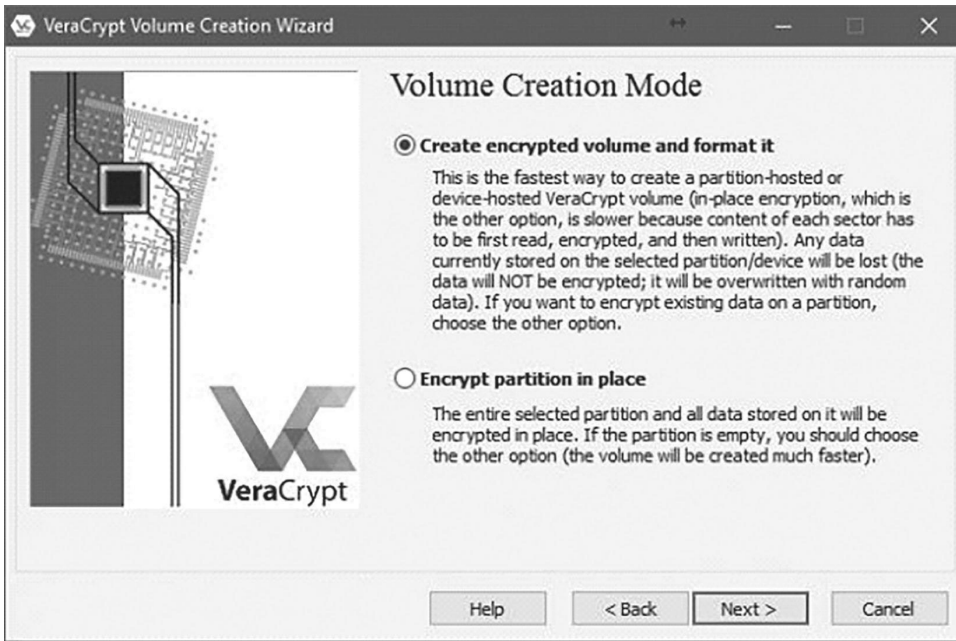 VeraCrypt Volume Creation Wizard
Volume Creation Mode
Create encrypted volume and format it
This is the fastest way to create a partition-hosted or
device-hosted VeraCrypt volume (in-place encryption, which is
the other option, is slower because content of each sector has
to be first read, encrypted, and then written). Any data
currently stored on the selected partition/device will be lost (the
data will NOT be encrypted; it will be overwritten with random
data). If you want to encrypt existing data on a partition,
choose the other option.
Encrypt partition in place
The entire selected partition and all data stored on it will be
encrypted in place. If the partition is empty, you should choose
the other option (the volume will be created much faster).
VeraCrypt
Help
< Back
Next >
Cancel